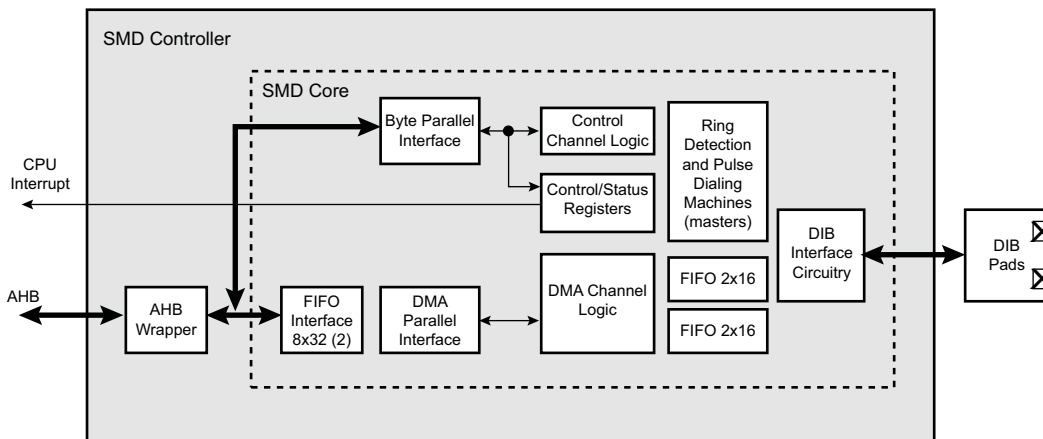 SMD Controller
SMD Core
Byte Parallel
Interface
Control
Channel Logic
Ring
Detection
and Pulse
Dialing
Machines
(masters)
CPU
Interrupt
Control/Status
Registers
DIB
Interface
Circuitry
DIB
Pads
AHB
AHB
Wrapper
FIFO
Interface
8x32 (2)
DMA
Parallel
Interface
DMA Channel
Logic
FIFO 2x16
FIFO 2x16